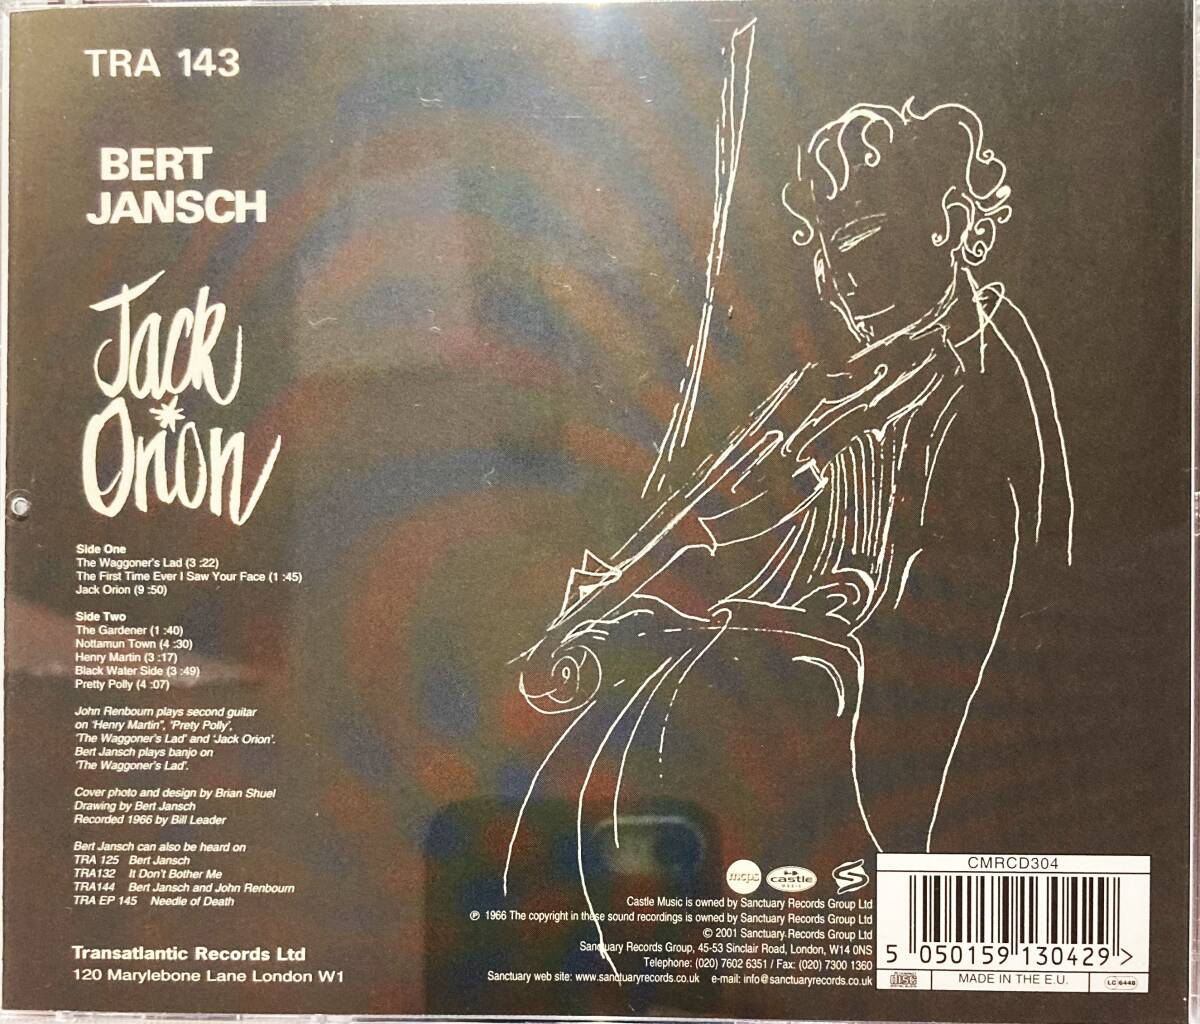 TRA 143
BERT
JANSCH
Jack
Orion
Side One
The Waggoner's Lad (3 :22)
The First Time Ever I Saw Your Face (1 :45)
Jack Orion (9 :50)
Side Two
The Gardener (1 :40)
Nottamun Town (4 :30)
Henry Martin (3 :17)
Black Water Side (3 :49)
Pretty Polly (4 :07)
John Renbourn plays second guitar
on 'Henry Martin", 'Prety Polly',
'The Waggoner's Lad' and 'Jack Orion'.
Bert Jansch plays banjo on
'The Waggoner's Lad'.
Cover photo and design by Brian Shuel
Drawing by Bert Jansch
Recorded 1966 by Bill Leader
Bert Jansch can also be heard on
TRA 125 Bert Jansch
TRA132 It Don't Bother Me
TRA144 Bert Jansch and John Renbourn
TRA EP 145 Needle of Death
Transatlantic Records Ltd
120 Marylebone Lane London W1
mcps
castle
MUSIC
Castle Music is owned by Sanctuary Records Group Ltd
℗ 1966 The copyright in these sound recordings is owned by Sanctuary Records Group Ltd
© 2001 Sanctuary Records Group Ltd
Sanctuary Records Group, 45-53 Sinclair Road, London, W14 0NS
Telephone: (020) 7602 6351 / Fax: (020) 7300 1360
Sanctuary web site: www.sanctuaryrecords.co.uk e-mail: info@sanctuaryrecords.co.uk
CMRCD304
5 050159 130429 >
disc
MADE IN THE E.U.
LC 6448